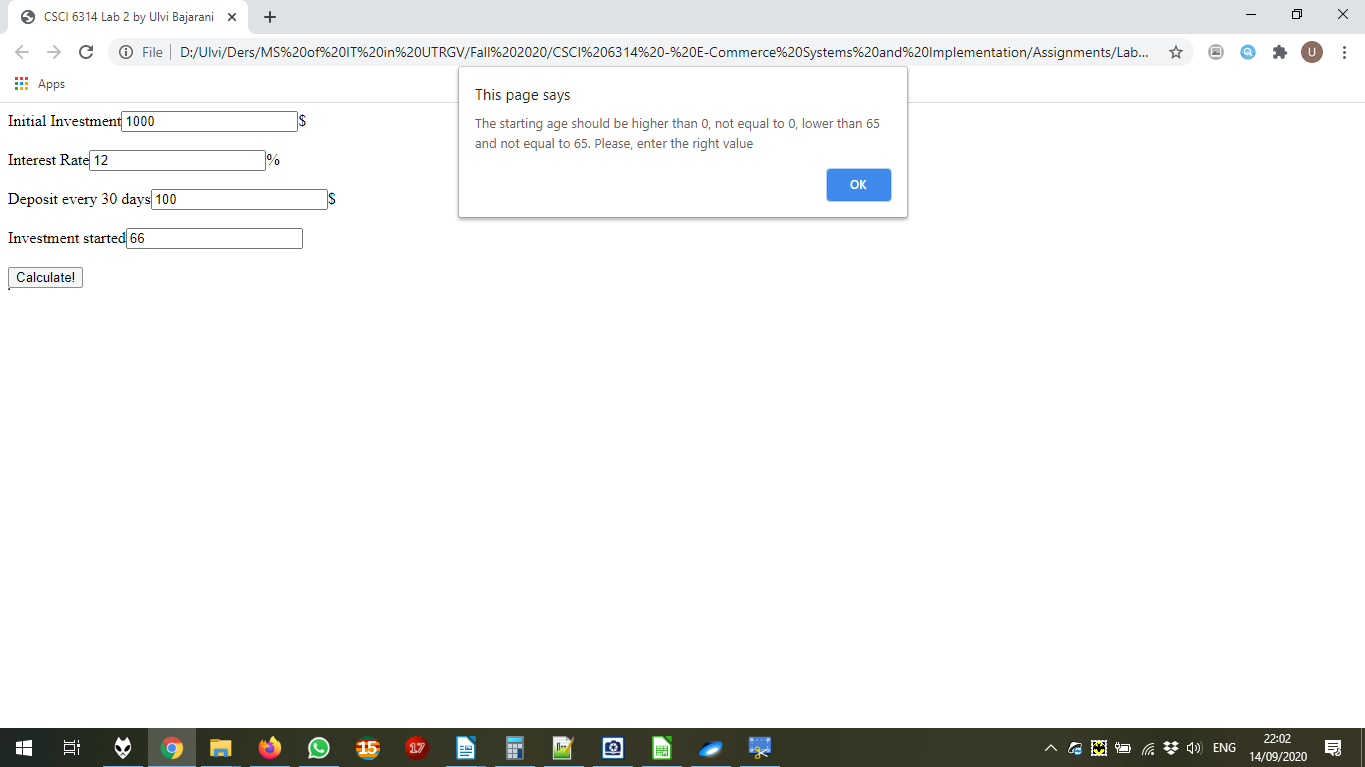 CSCI 6314 Lab 2 by Ulvi Bajarani
File | D:/Ulvi/Ders/MS%20of%20IT%20in%20UTRGV/Fall%202020/CSCI%206314%20-%20E-Commerce%20Systems%20and%20Implementation/Assignments/Lab...
U
Apps
This page says
The starting age should be higher than 0, not equal to 0, lower than 65
and not equal to 65. Please, enter the right value
OK
Initial Investment 1000 $
Interest Rate 12 %
Deposit every 30 days 100 $
Investment started 66
Calculate!
15
17
ENG
22:02
14/09/2020